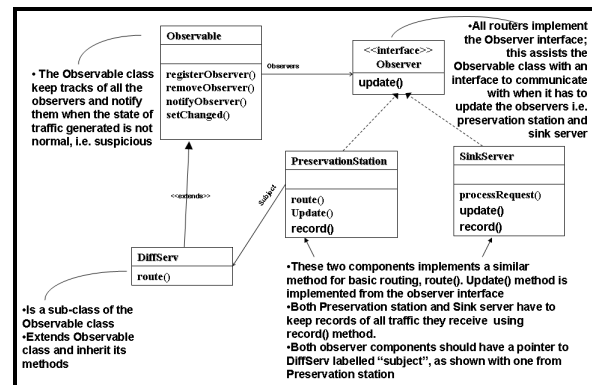 Observable
registerObserver()
removeObserver()
notifyObserver()
setChanged()
Observers
<<interface>>
Observer
update()
•All routers implement
the Observer interface;
this assists the
Observable class with an
interface to communicate
with when it has to
update the observers i.e.
preservation station and
sink server
• The Observable class
keep tracks of all the
observers and notify
them when the state of
traffic generated is not
normal, i.e. suspicious
<<extends>>
Subject
PreservationStation
route()
Update()
record()
SinkServer
processRequest()
update()
record()
DiffServ
route()
•Is a sub-class of the
Observable class
•Extends Observable
class and inherit its
methods
•These two components implements a similar
method for basic routing, route(). Update() method is
implemented from the observer interface
•Both Preservation station and Sink server have to
keep records of all traffic they receive using
record() method.
•Both observer components should have a pointer to
DiffServ labelled “subject”, as shown with one from
Preservation station